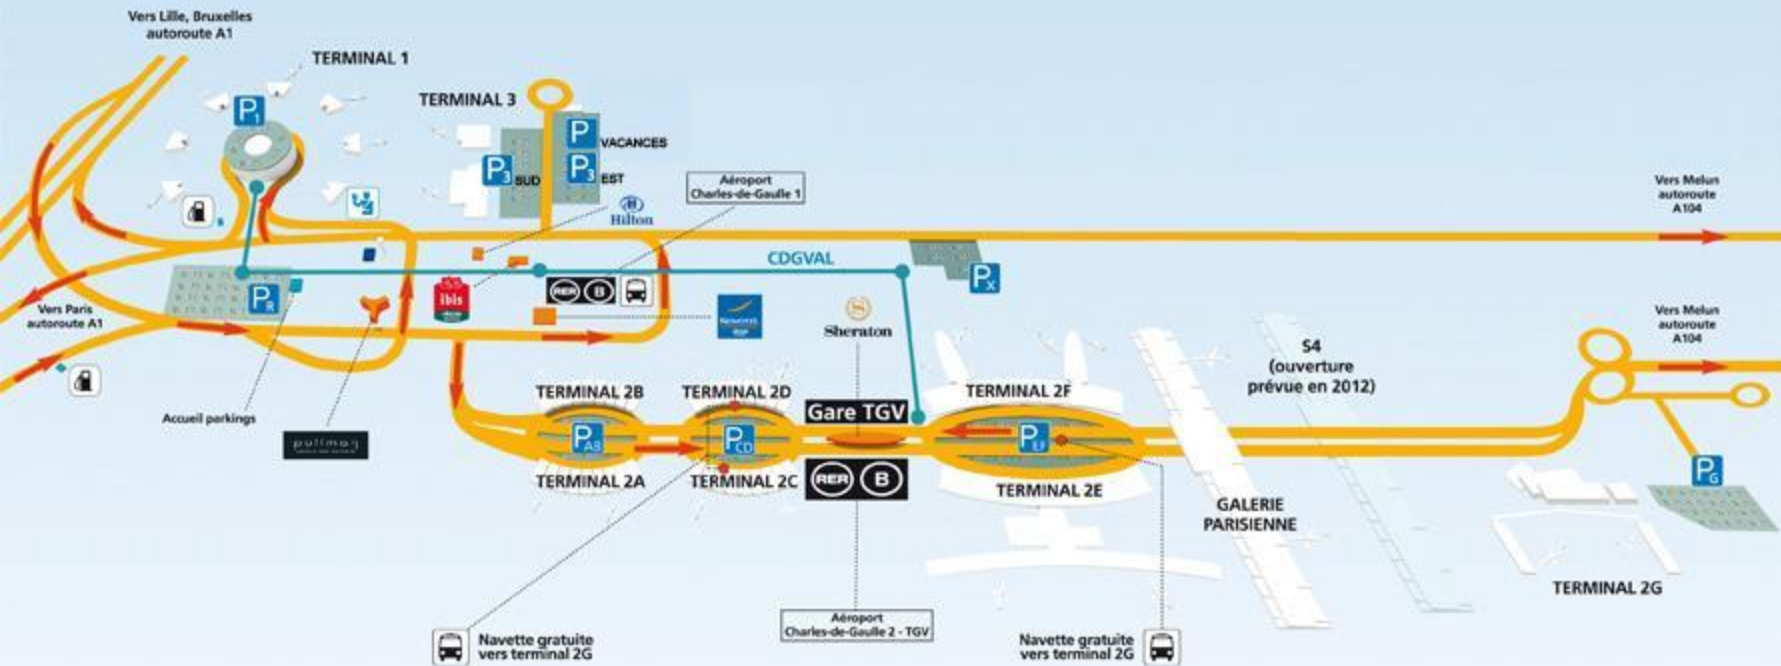 Vers Lille, Bruxelles
autoroute A1
TERMINAL 1
P1
TERMINAL 3
P
VACANCES
P3
SUD
P3
EST
Aéroport
Charles-de-Gaulle 1
Hilton
Vers Melun
autoroute
A104
CDGVAL
PR
ibis
RER B
PX
NOVOTEL
Sheraton
Vers Paris
autoroute A1
Vers Melun
autoroute
A104
S4
(ouverture
prévue en 2012)
Accueil parkings
pullman
TERMINAL 2B
TERMINAL 2D
Gare TGV
TERMINAL 2F
PAB
PCD
PEF
TERMINAL 2A
TERMINAL 2C
RER B
TERMINAL 2E
PG
GALERIE
PARISIENNE
TERMINAL 2G
Aéroport
Charles-de-Gaulle 2 - TGV
Navette gratuite
vers terminal 2G
Navette gratuite
vers terminal 2G